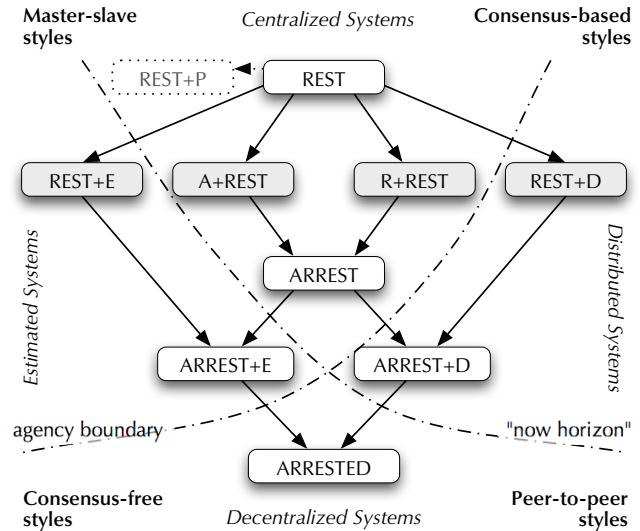 Master-slave
styles
Centralized Systems
Consensus-based
styles
REST+P
REST
REST+E
A+REST
R+REST
REST+D
Estimated Systems
ARREST
Distributed Systems
ARREST+E
ARREST+D
agency boundary
"now horizon"
ARRESTED
Consensus-free
styles
Decentralized Systems
Peer-to-peer
styles